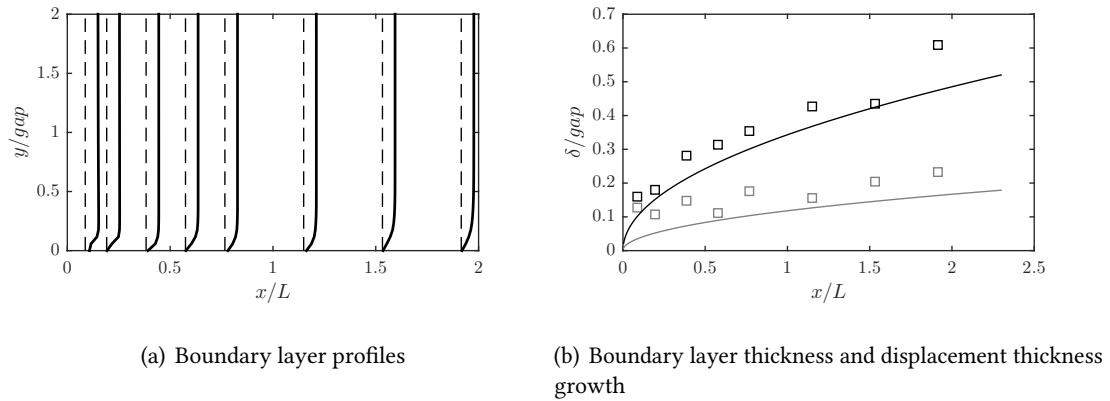 2
1.5
1
0.5
0
y/gap
0 0.5 1 1.5 2
x/L
0.7
0.6
0.5
0.4
0.3
0.2
0.1
0
δ/gap
0 0.5 1 1.5 2 2.5
x/L
(a) Boundary layer profiles
(b) Boundary layer thickness and displacement thickness
growth